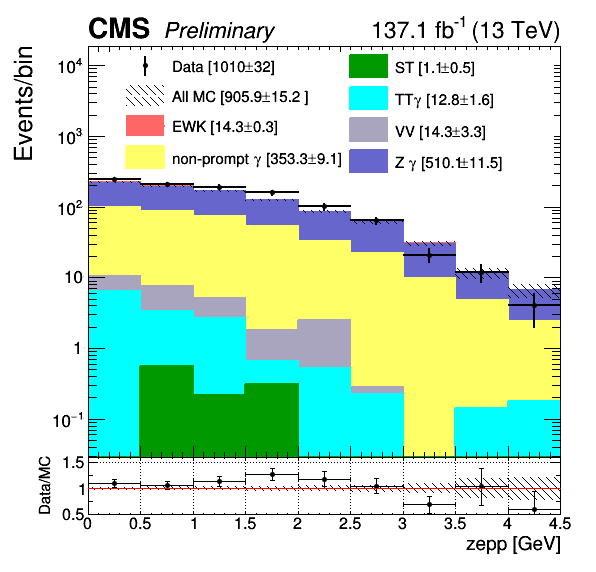 CMS Preliminary 137.1 fb⁻¹ (13 TeV)
Events/bin
10⁴
10³
10²
10
1
10⁻¹
Data [1010±32]
All MC [905.9±15.2 ]
EWK [14.3±0.3]
non-prompt γ [353.3±9.1]
ST [1.1±0.5]
TTγ [12.8±1.6]
VV [14.3±3.3]
Z γ [510.1±11.5]
Data/MC
1.5
1
0.5
0 0.5 1 1.5 2 2.5 3 3.5 4 4.5
zepp [GeV]